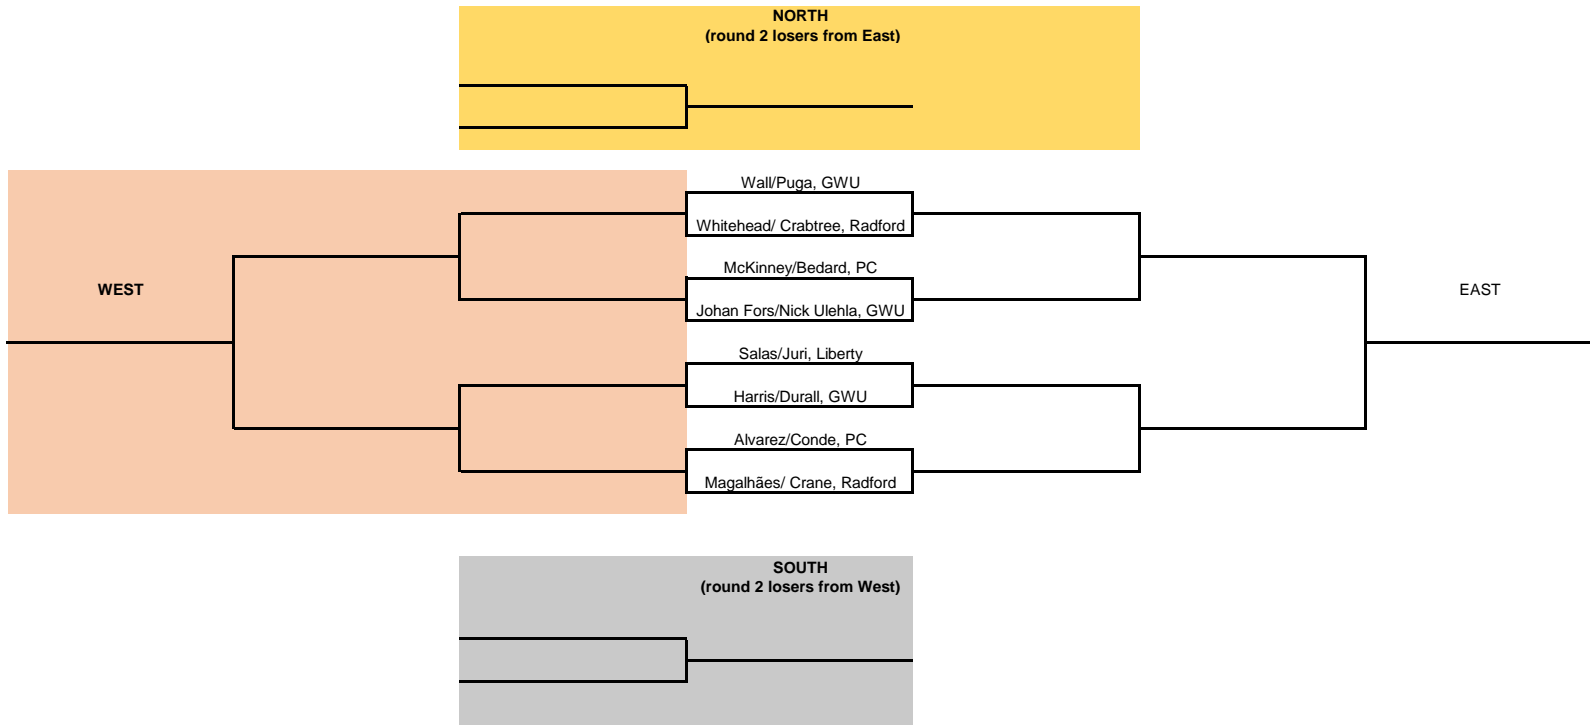 NORTH
(round 2 losers from East)
Wall/Puga, GWU
Whitehead/ Crabtree, Radford
McKinney/Bedard, PC
WEST
EAST
Johan Fors/Nick Ulehla, GWU
Salas/Juri, Liberty
Harris/Durall, GWU
Alvarez/Conde, PC
Magalhães/ Crane, Radford
SOUTH
(round 2 losers from West)